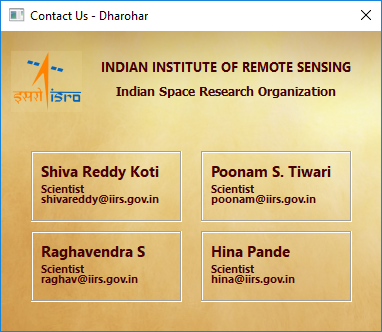 Contact Us - Dharohar
INDIAN INSTITUTE OF REMOTE SENSING
Indian Space Research Organization
इसरो isro
Shiva Reddy Koti
Scientist
shivareddy@iirs.gov.in
Poonam S. Tiwari
Scientist
poonam@iirs.gov.in
Raghavendra S
Scientist
raghav@iirs.gov.in
Hina Pande
Scientist
hina@iirs.gov.in